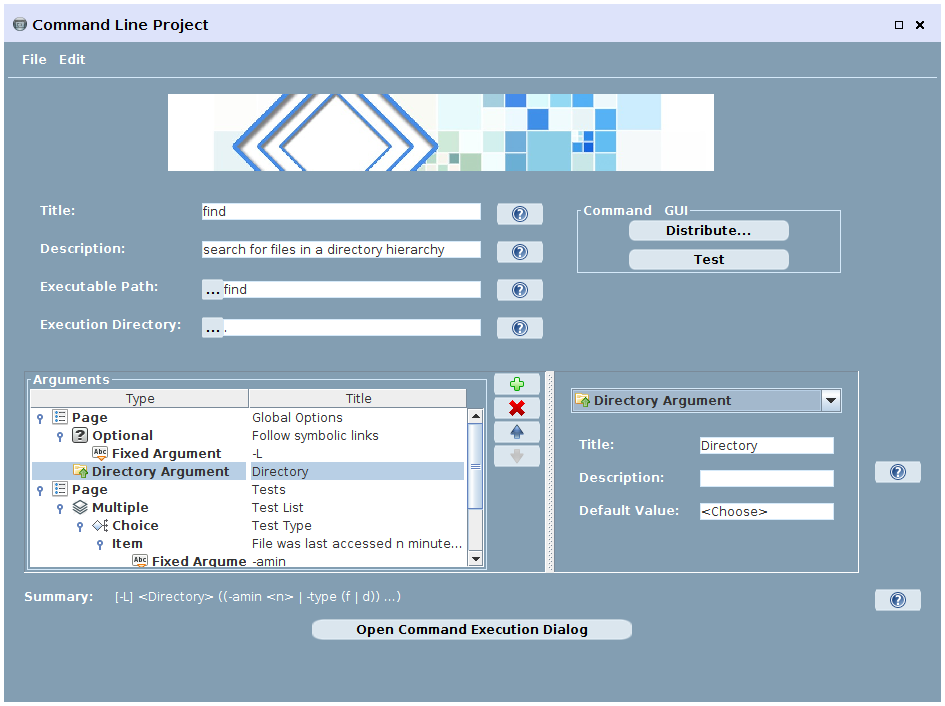 Command Line Project
File Edit
Title: find
Command GUI
Distribute...
Description: search for files in a directory hierarchy
Test
Executable Path: ... find
Execution Directory: ... .
Arguments
Type Title
Page Global Options
Optional Follow symbolic links
Abc Fixed Argument -L
Directory Argument Directory
Page Tests
Multiple Test List
Choice Test Type
Item File was last accessed n minute...
Abc Fixed Argume -amin
Directory Argument
Title: Directory
Description:
Default Value: <Choose>
Summary: [-L] <Directory> ((-amin <n> | -type (f | d)) ...)
Open Command Execution Dialog